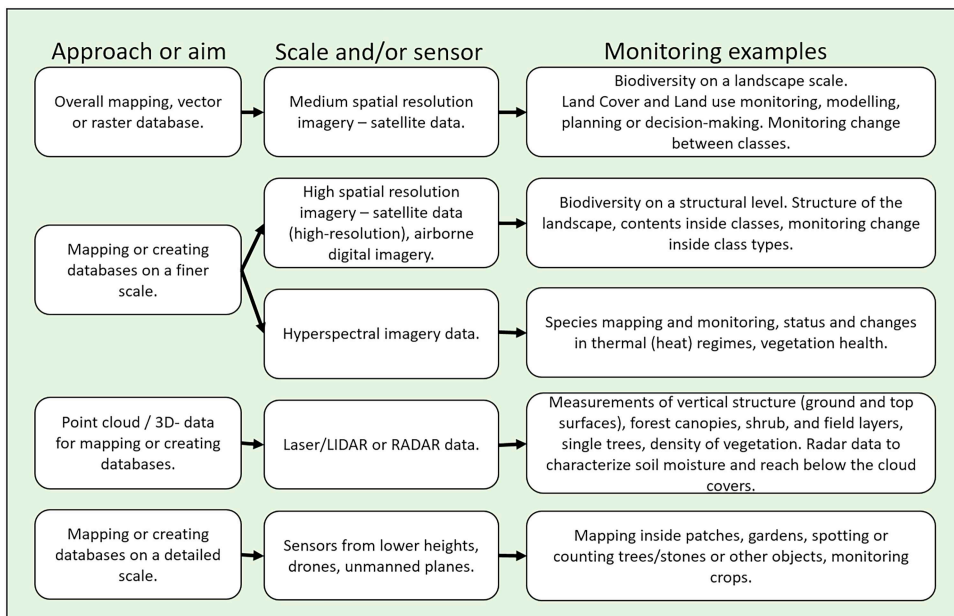 Approach or aim
Scale and/or sensor
Monitoring examples
Overall mapping, vector
or raster database.
Medium spatial resolution
imagery – satellite data.
Biodiversity on a landscape scale.
Land Cover and Land use monitoring, modelling,
planning or decision-making. Monitoring change
between classes.
Mapping or creating
databases on a finer
scale.
High spatial resolution
imagery – satellite data
(high-resolution), airborne
digital imagery.
Biodiversity on a structural level. Structure of the
landscape, contents inside classes, monitoring change
inside class types.
Hyperspectral imagery data.
Species mapping and monitoring, status and changes
in thermal (heat) regimes, vegetation health.
Point cloud / 3D- data
for mapping or creating
databases.
Laser/LIDAR or RADAR data.
Measurements of vertical structure (ground and top
surfaces), forest canopies, shrub, and field layers,
single trees, density of vegetation. Radar data to
characterize soil moisture and reach below the cloud
covers.
Mapping or creating
databases on a detailed
scale.
Sensors from lower heights,
drones, unmanned planes.
Mapping inside patches, gardens, spotting or
counting trees/stones or other objects, monitoring
crops.